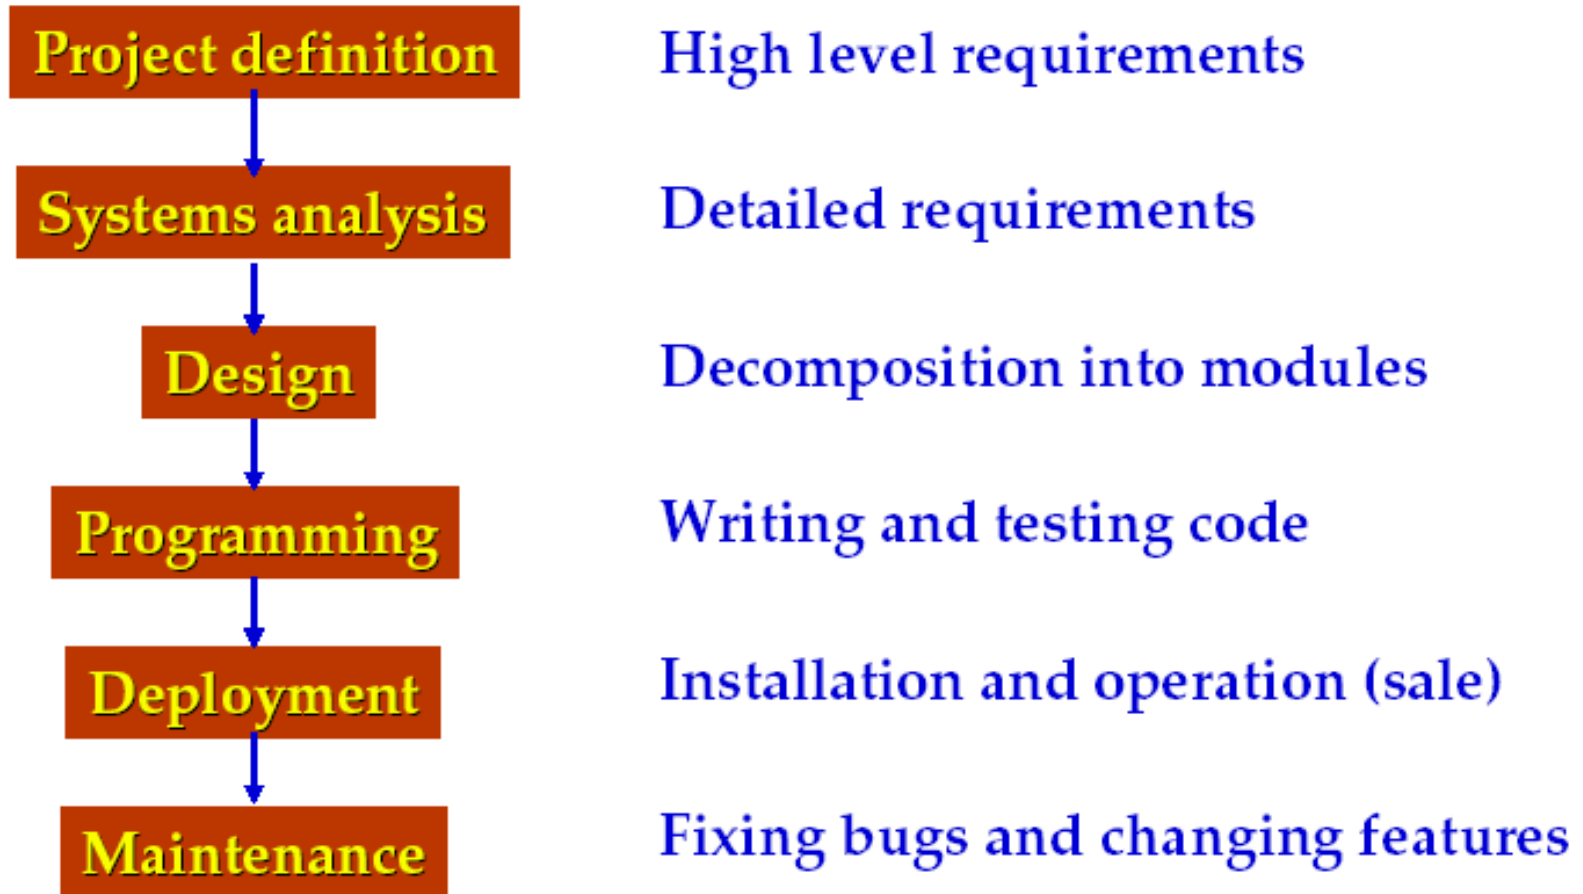 Project definition
High level requirements
Systems analysis
Detailed requirements
Design
Decomposition into modules
Programming
Writing and testing code
Deployment
Installation and operation (sale)
Maintenance
Fixing bugs and changing features